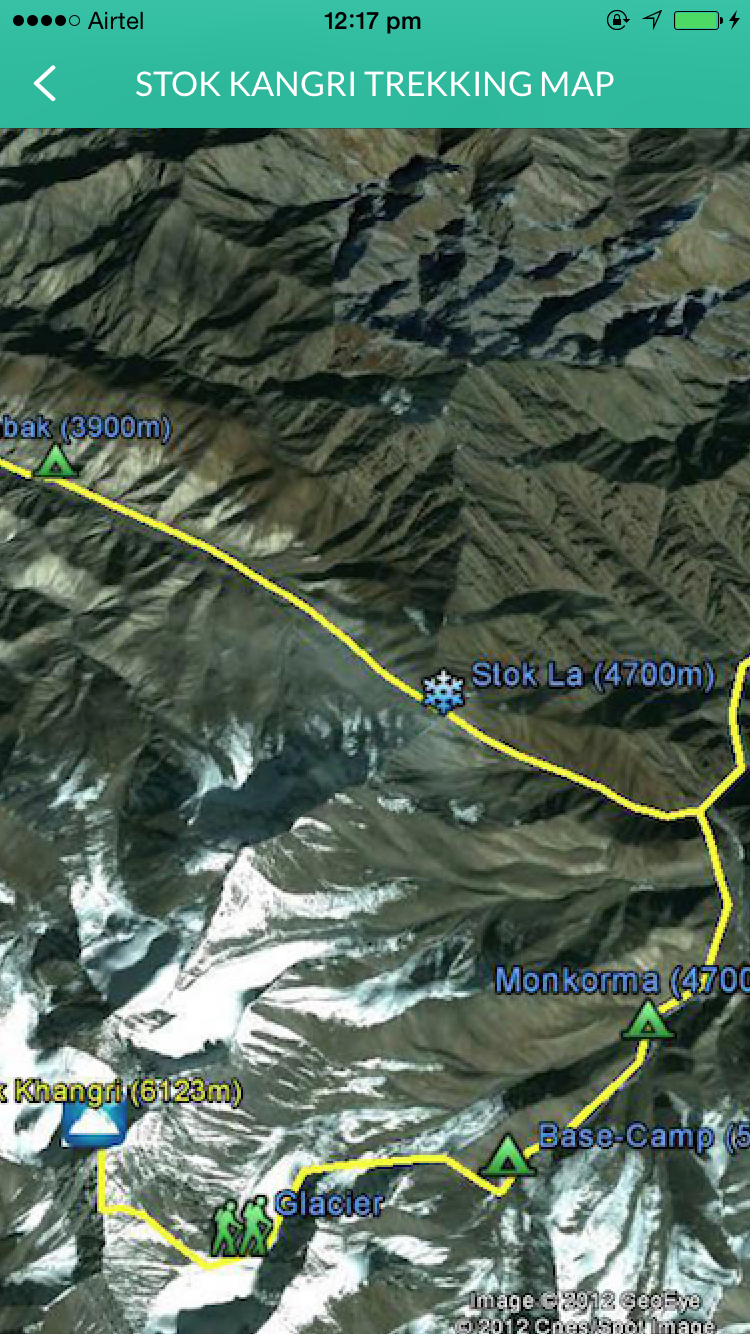 Airtel 12:17 pm
STOK KANGRI TREKKING MAP
bak (3900m)
Stok La (4700m)
Monkorma (4700
k Khangri (6123m)
Base-Camp (5
Glacier
Image © 2012 GeoEye
© 2012 Cnes/Spot Image